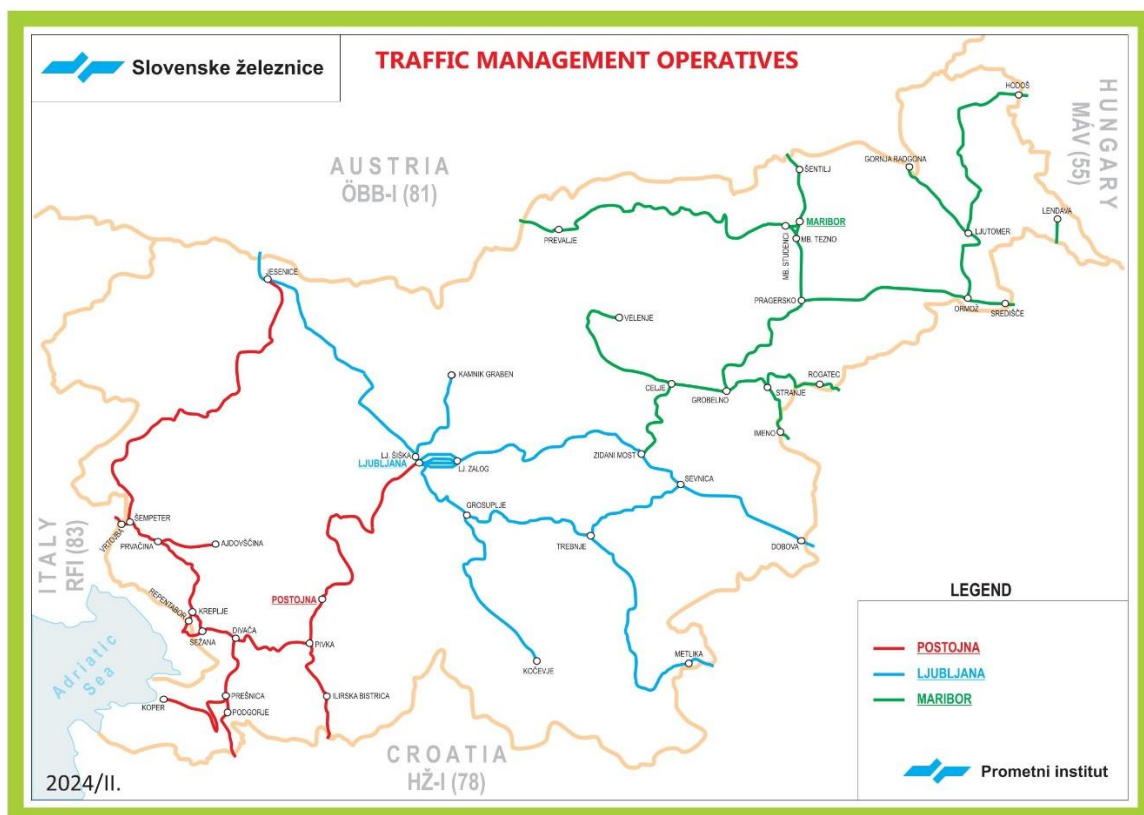 Slovenske železnice
TRAFFIC MANAGEMENT OPERATIVES
AUSTRIA
ÖBB-I (81)
HUNGARY
MÁV (55)
HODOŠ
GORNJA RADGONA
ŠENTILJ
LENDAVA
MARIBOR
LJUTOMER
PREVALJE
MB. STUDENCI
MB. TEZNO
JESENICE
PRAGERSKO
ORMOŽ
SREDIŠČE
VELENJE
KAMNIK GRABEN
CELJE
GROBELNO
STRANJE
ROGATEC
IMENO
LJ. ŠIŠKA
LJUBLJANA
LJ. ZALOG
ZIDANI MOST
SEVNICA
GROSUPLJE
TREBNJE
DOBOVA
ITALY
RFI (83)
ŠEMPETER
VRTOJBA
PRVAČINA
AJDOVŠČINA
POSTOJNA
REPENTABOR
KREPLJE
SEŽANA
DIVAČA
PIVKA
KOČEVJE
METLIKA
Adriatic
Sea
KOPER
PREŠNICA
PODGORJE
ILIRSKA BISTRICA
CROATIA
HŽ-I (78)
LEGEND
POSTOJNA
LJUBLJANA
MARIBOR
2024/II.
Prometni institut